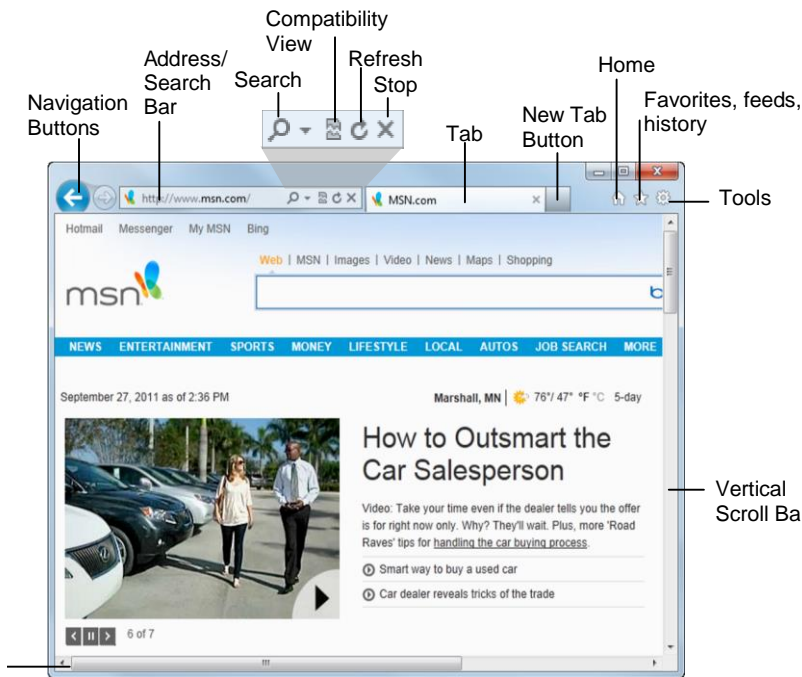 Compatibility
View
Address/
Search
Bar
Search
Refresh
Stop
Home
Favorites, feeds,
history
Navigation
Buttons
Tab
New Tab
Button
http://www.msn.com/
MSN.com
Tools
Hotmail Messenger My MSN Bing
Web | MSN | Images | Video | News | Maps | Shopping
msn
b
NEWS ENTERTAINMENT SPORTS MONEY LIFESTYLE LOCAL AUTOS JOB SEARCH MORE
September 27, 2011 as of 2:36 PM
Marshall, MN | 76°/ 47° °F °C 5-day
How to Outsmart the
Car Salesperson
Video: Take your time even if the dealer tells you the offer
is for right now only. Why? They'll wait. Plus, more 'Road
Raves' tips for handling the car buying process.
Smart way to buy a used car
Car dealer reveals tricks of the trade
Vertical
Scroll Ba
6 of 7